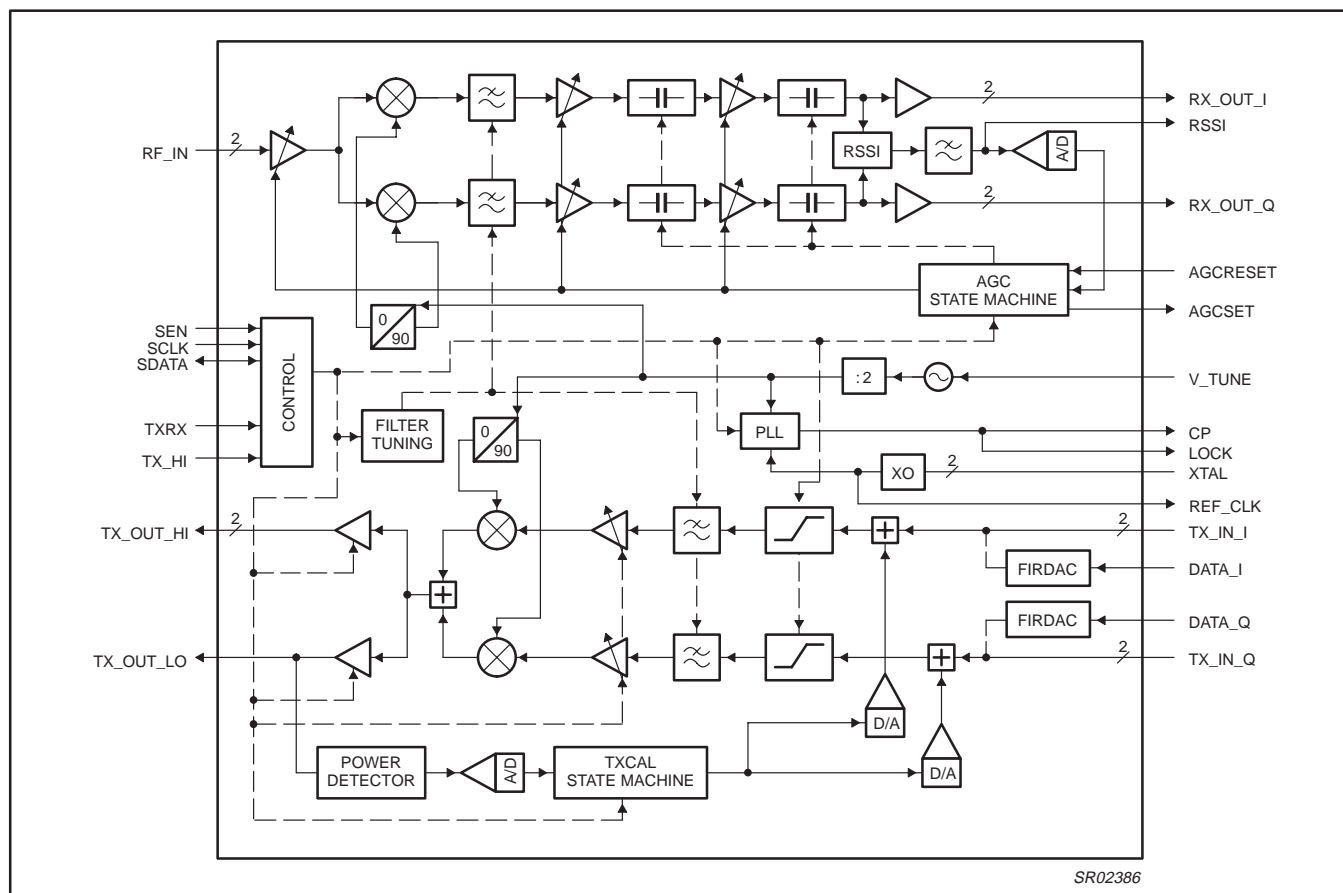 2
RX_OUT_I
RSSI
RF_IN
2
RSSI
A/D
2
RX_OUT_Q
AGC
STATE MACHINE
AGCRESET
AGCSET
0
90
SEN
SCLK
SDATA
CONTROL
TXRX
TX_HI
FILTER
TUNING
0
90
:2
V_TUNE
PLL
CP
LOCK
XO
2
XTAL
REF_CLK
TX_OUT_HI
2
+
2
TX_IN_I
FIRDAC
DATA_I
+
FIRDAC
DATA_Q
TX_OUT_LO
+
2
TX_IN_Q
D/A
POWER
DETECTOR
A/D
TXCAL
STATE MACHINE
D/A
SR02386